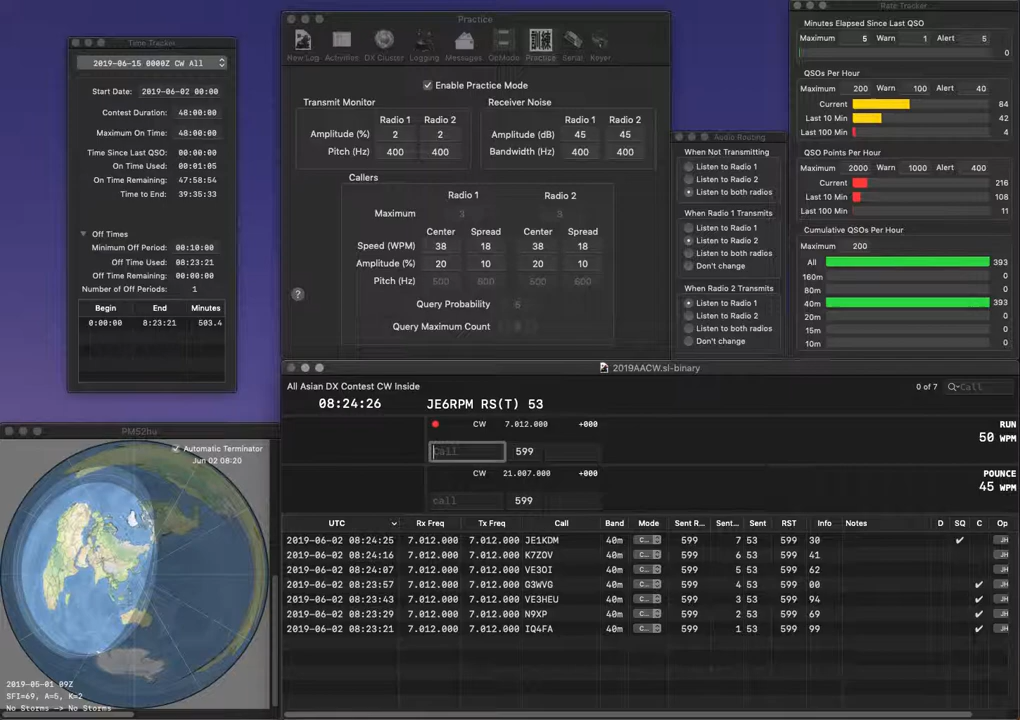 Time Tracker
2019-06-15 0000Z CW All
Start Date: 2019-06-02 00:00
Contest Duration: 48:00:00
Maximum On Time: 48:00:00
Time Since Last QSO: 00:00:00
On Time Used: 00:01:05
On Time Remaining: 47:58:54
Time to End: 39:35:33
Off Times
Minimum Off Period: 00:10:00
Off Time Used: 08:23:21
Off Time Remaining: 00:00:00
Number of Off Periods: 1
Begin End Minutes
0:00:00 8:23:21 503.4
Practice
New Log Activities DX Cluster Logging Messages OpMode Practice Serial Keyer
Enable Practice Mode
Transmit Monitor Receiver Noise
Radio 1 Radio 2 Radio 1 Radio 2
Amplitude (%) 2 2 Amplitude (dB) 45 45
Pitch (Hz) 400 400 Bandwidth (Hz) 400 400
Callers
Radio 1 Radio 2
Maximum 3 3
Center Spread Center Spread
Speed (WPM) 38 18 38 18
Amplitude (%) 20 10 20 10
Pitch (Hz) 500 600 500 600
?
Query Probability 5
Query Maximum Count
Audio Routing
When Not Transmitting
Listen to Radio 1
Listen to Radio 2
Listen to both radios
When Radio 1 Transmits
Listen to Radio 1
Listen to Radio 2
Listen to both radios
Don't change
When Radio 2 Transmits
Listen to Radio 1
Listen to Radio 2
Listen to both radios
Don't change
Rate Tracker
Minutes Elapsed Since Last QSO
Maximum 5 Warn 1 Alert 5
0
QSOs Per Hour
Maximum 200 Warn 100 Alert 40
Current 84
Last 10 Min 42
Last 100 Min 4
QSO Points Per Hour
Maximum 2000 Warn 1000 Alert 400
Current 216
Last 10 Min 108
Last 100 Min 11
Cumulative QSOs Per Hour
Maximum 200
All 393
160m 0
80m 0
40m 393
20m 0
15m 0
10m 0
PM52hu
Automatic Terminator
Jun 02 08:20
2019-05-01 09Z
SFI=69, A=5, K=2
No Storms -> No Storms
2019AACW.sl-binary
All Asian DX Contest CW Inside 0 of 7 Call
08:24:26 JE6RPM RS(T) 53
CW 7.012.000 +000 RUN
call 599 50 WPM
CW 21.007.000 +000 POUNCE
call 599 45 WPM
UTC Rx Freq Tx Freq Call Band Mode Sent R... Sent... Sent RST Info Notes D SQ C Op
2019-06-02 08:24:25 7.012.000 7.012.000 JE1KDM 40m C... 599 7 53 599 30 ✔ JH
2019-06-02 08:24:16 7.012.000 7.012.000 K7ZOV 40m C... 599 6 53 599 41 JH
2019-06-02 08:24:07 7.012.000 7.012.000 VE3OI 40m C... 599 5 53 599 62 JH
2019-06-02 08:23:57 7.012.000 7.012.000 G3WVG 40m C... 599 4 53 599 00 ✔ JH
2019-06-02 08:23:43 7.012.000 7.012.000 VE3HEU 40m C... 599 3 53 599 94 ✔ JH
2019-06-02 08:23:29 7.012.000 7.012.000 N9XP 40m C... 599 2 53 599 69 ✔ JH
2019-06-02 08:23:21 7.012.000 7.012.000 IQ4FA 40m C... 599 1 53 599 99 ✔ JH